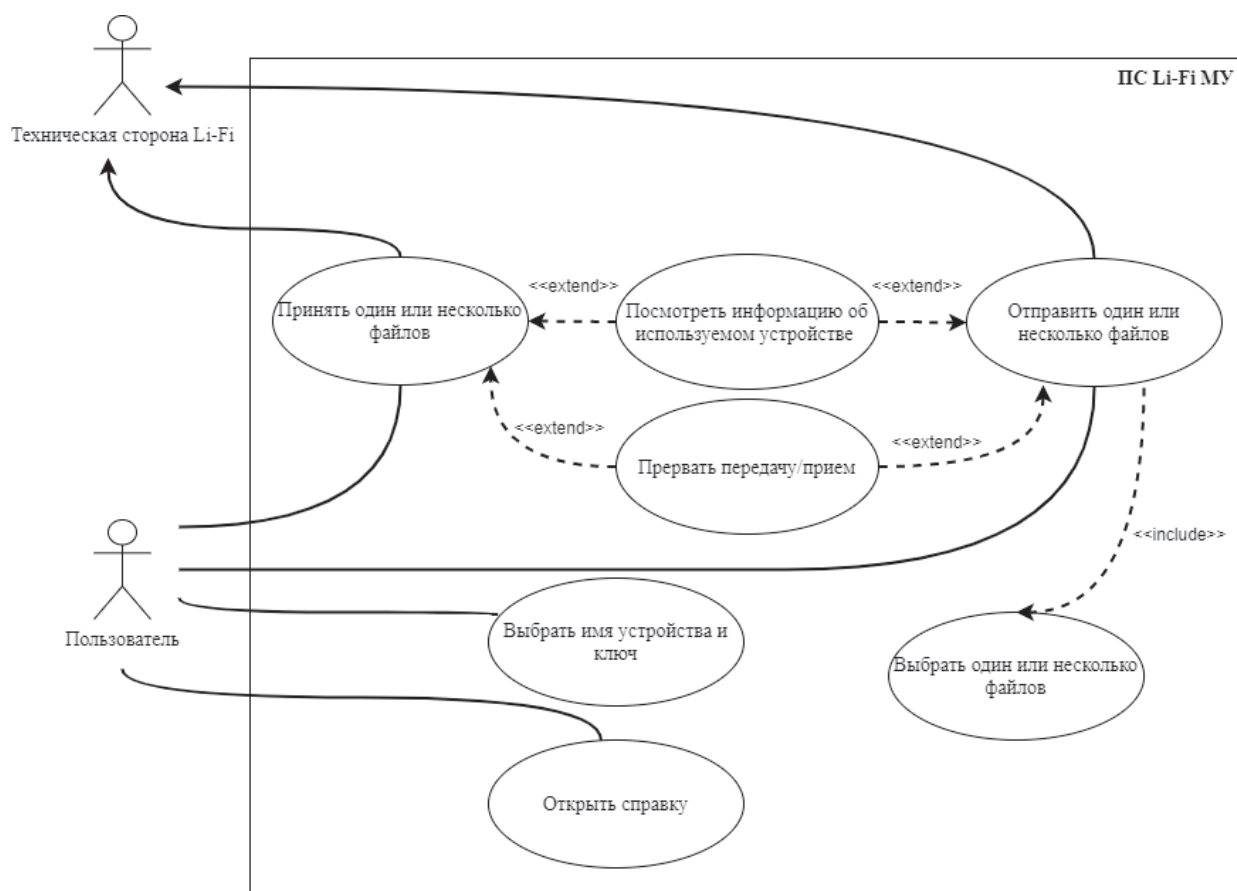 ПС Li-Fi МУ
Техническая сторона Li-Fi
<<extend>>
<<extend>>
Принять один или несколько
файлов
Посмотреть информацию об
используемом устройстве
Отправить один или
несколько файлов
<<extend>>
<<extend>>
Прервать передачу/прием
<<include>>
Пользователь
Выбрать имя устройства и
ключ
Выбрать один или несколько
файлов
Открыть справку